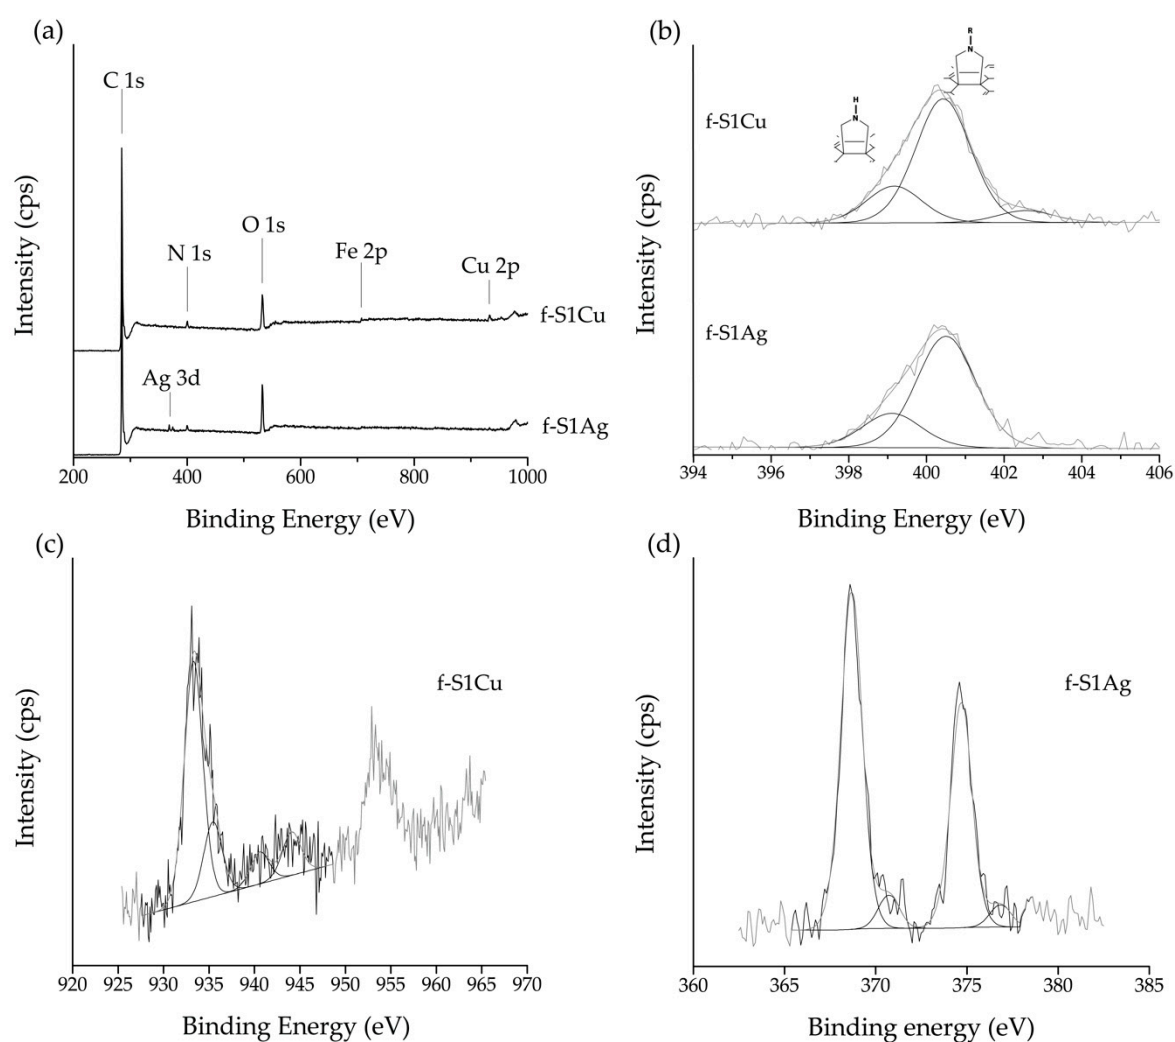 (a)
C 1s
N 1s
O 1s
Fe 2p
Cu 2p
f-S1Cu
Ag 3d
f-S1Ag
Intensity (cps)
200 400 600 800 1000
Binding Energy (eV)
(b)
R
N
H
N
f-S1Cu
f-S1Ag
Intensity (cps)
394 396 398 400 402 404 406
Binding Energy (eV)
(c)
f-S1Cu
Intensity (cps)
920 925 930 935 940 945 950 955 960 965 970
Binding Energy (eV)
(d)
f-S1Ag
Intensity (cps)
360 365 370 375 380 385
Binding energy (eV)